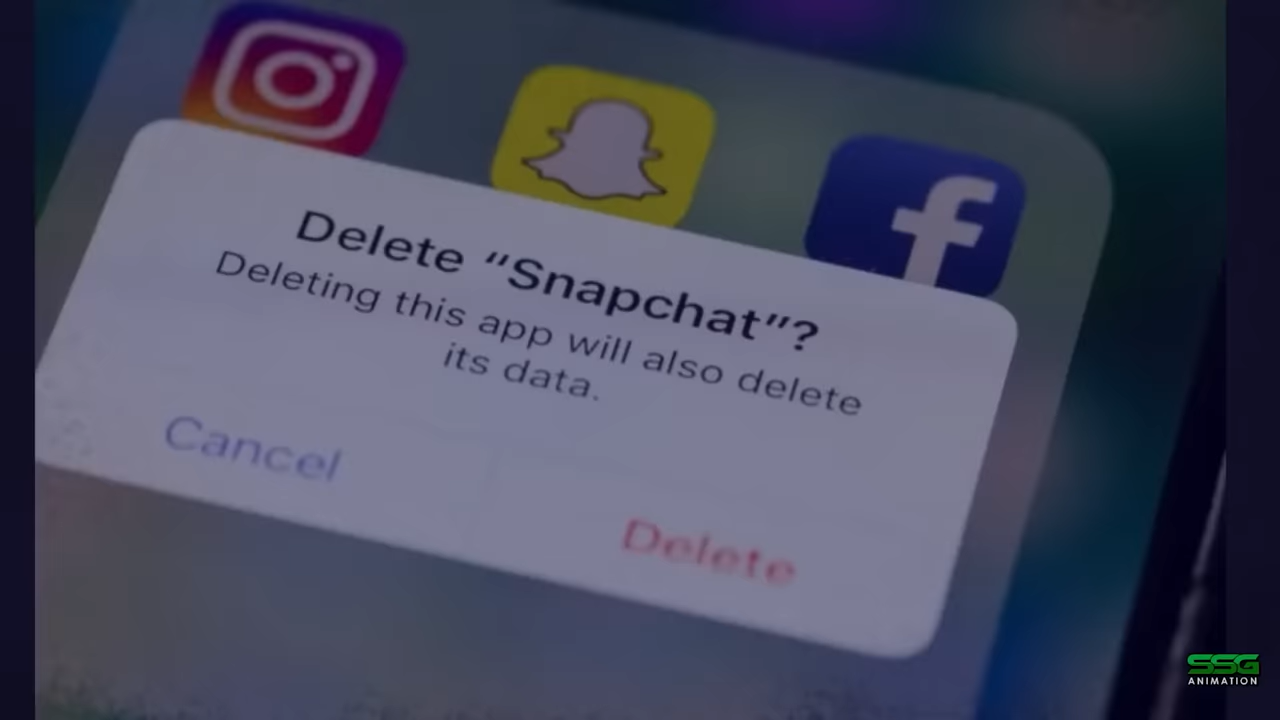 Delete “Snapchat”?
Deleting this app will also delete
its data.
Cancel
Delete
SSG
ANIMATION